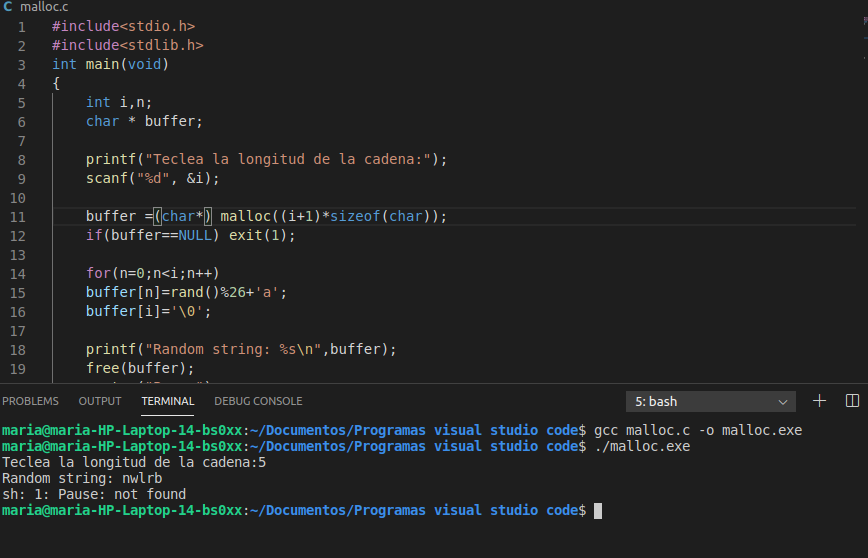 C malloc.c
1 #include<stdio.h>
2 #include<stdlib.h>
3 int main(void)
4 {
5 int i,n;
6 char * buffer;
7
8 printf("Teclea la longitud de la cadena:");
9 scanf("%d", &i);
10
11 buffer =(char*) malloc((i+1)*sizeof(char));
12 if(buffer==NULL) exit(1);
13
14 for(n=0;n<i;n++)
15 buffer[n]=rand()%26+'a';
16 buffer[i]='\0';
17
18 printf("Random string: %s\n",buffer);
19 free(buffer);
PROBLEMS OUTPUT TERMINAL DEBUG CONSOLE 5: bash
maria@maria-HP-Laptop-14-bs0xx:~/Documentos/Programas visual studio code$ gcc malloc.c -o malloc.exe
maria@maria-HP-Laptop-14-bs0xx:~/Documentos/Programas visual studio code$ ./malloc.exe
Teclea la longitud de la cadena:5
Random string: nwlrb
sh: 1: Pause: not found
maria@maria-HP-Laptop-14-bs0xx:~/Documentos/Programas visual studio code$